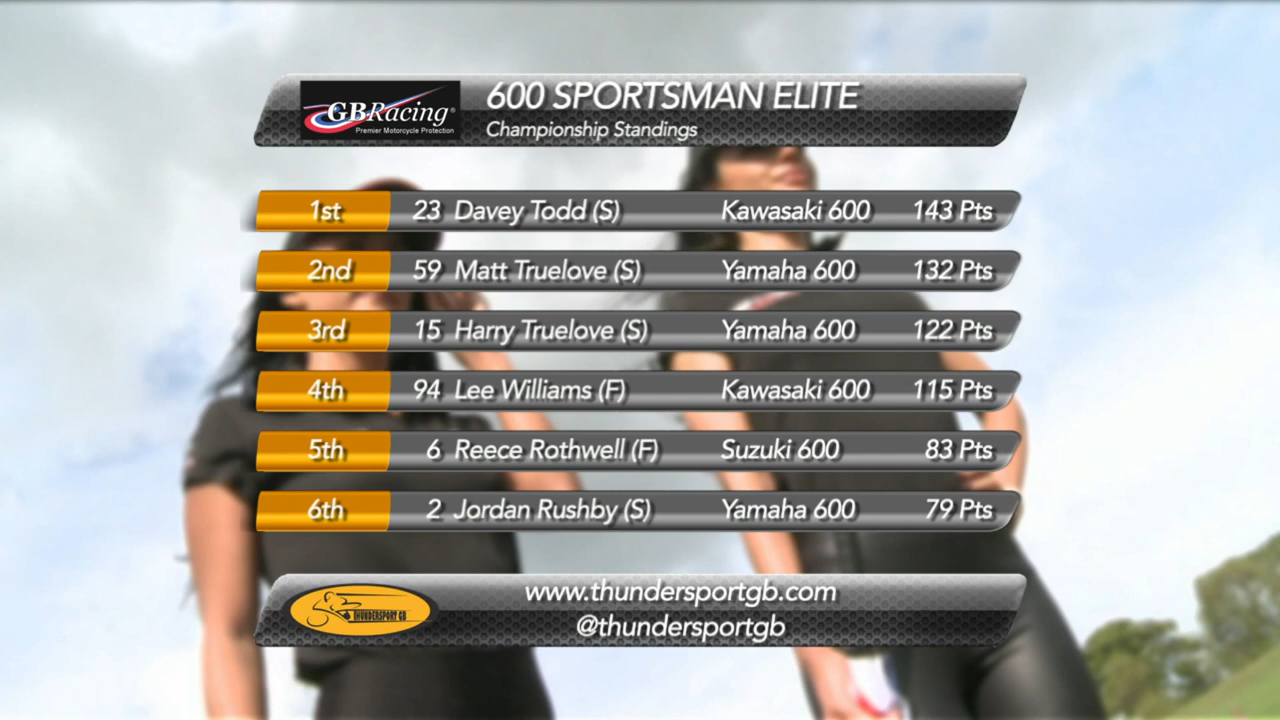 GBRacing®
Premier Motorcycle Protection
600 SPORTSMAN ELITE
Championship Standings
1st 23 Davey Todd (S) Kawasaki 600 143 Pts
2nd 59 Matt Truelove (S) Yamaha 600 132 Pts
3rd 15 Harry Truelove (S) Yamaha 600 122 Pts
4th 94 Lee Williams (F) Kawasaki 600 115 Pts
5th 6 Reece Rothwell (F) Suzuki 600 83 Pts
6th 2 Jordan Rushby (S) Yamaha 600 79 Pts
THUNDERSPORT GB
www.thundersportgb.com
@thundersportgb